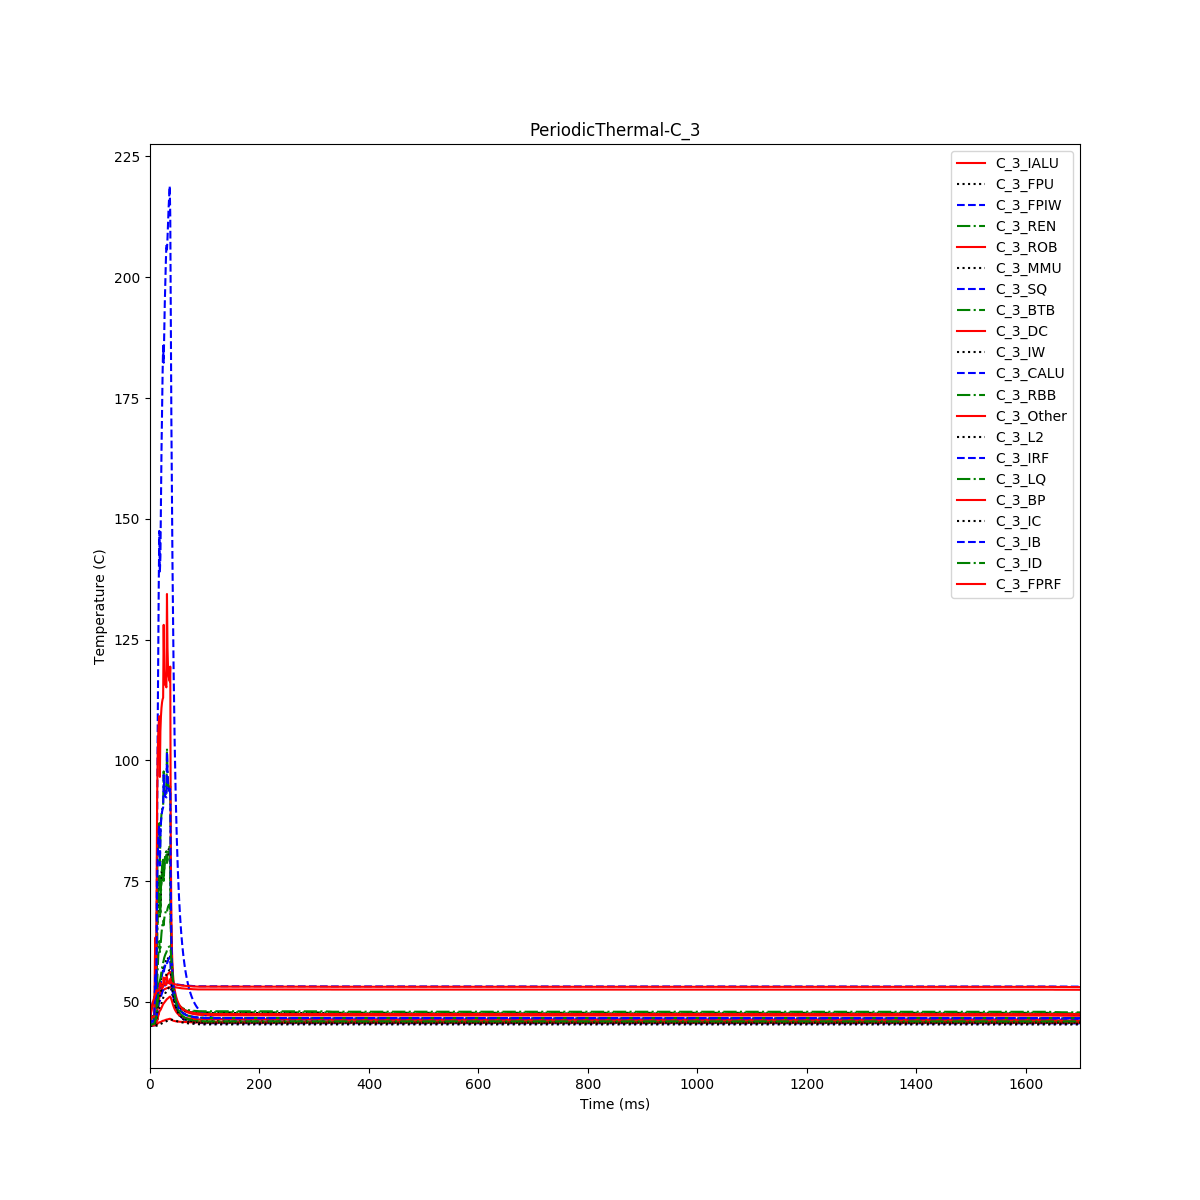 PeriodicThermal-C_3
225
200
175
150
125
100
75
50
Temperature (C)
0
200
400
600
800
1000
1200
1400
1600
Time (ms)
C_3_IALU
C_3_FPU
C_3_FPIW
C_3_REN
C_3_ROB
C_3_MMU
C_3_SQ
C_3_BTB
C_3_DC
C_3_IW
C_3_CALU
C_3_RBB
C_3_Other
C_3_L2
C_3_IRF
C_3_LQ
C_3_BP
C_3_IC
C_3_IB
C_3_ID
C_3_FPRF